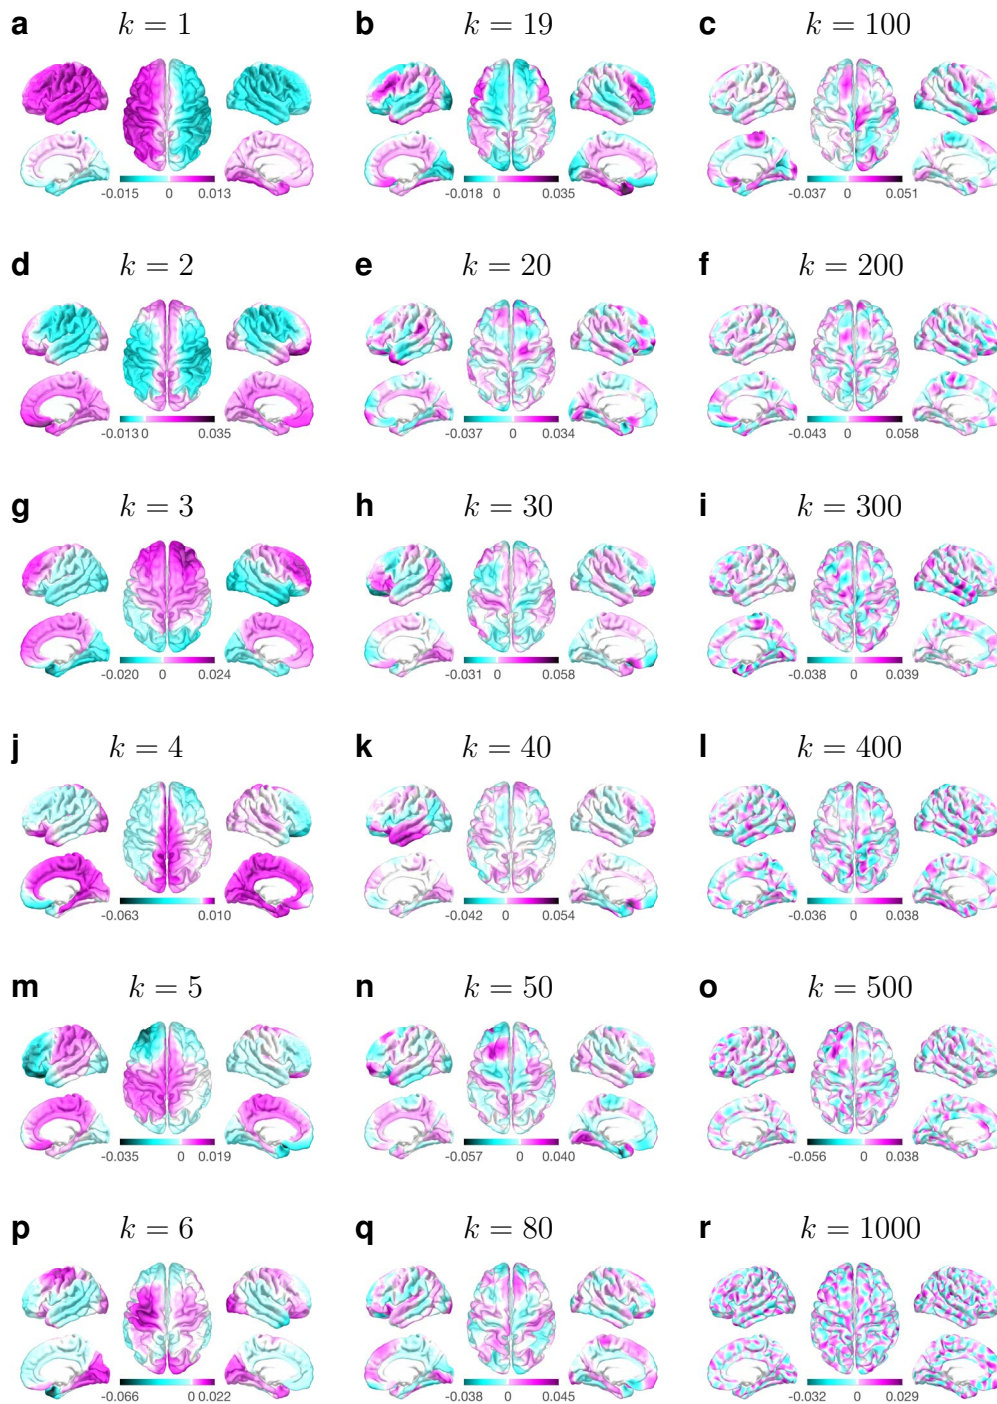 a k = 1
-0.015 0 0.013
b k = 19
-0.018 0 0.035
c k = 100
-0.037 0 0.051
d k = 2
-0.013 0 0.035
e k = 20
-0.037 0 0.034
f k = 200
-0.043 0 0.058
g k = 3
-0.020 0 0.024
h k = 30
-0.031 0 0.058
i k = 300
-0.038 0 0.039
j k = 4
-0.063 0.010
k k = 40
-0.042 0 0.054
l k = 400
-0.036 0 0.038
m k = 5
-0.035 0 0.019
n k = 50
-0.057 0 0.040
o k = 500
-0.056 0 0.038
p k = 6
-0.066 0 0.022
q k = 80
-0.038 0 0.045
r k = 1000
-0.032 0 0.029